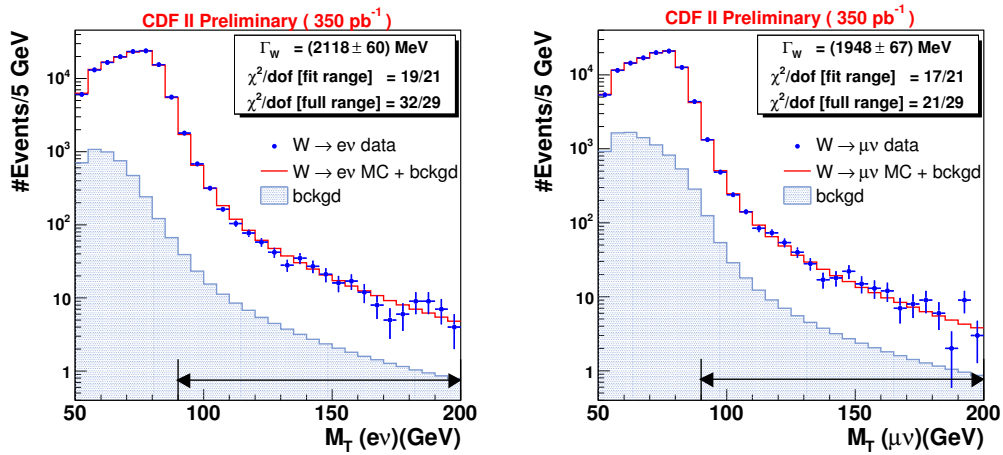 CDF II Preliminary ( 350 pb⁻¹ )
#Events/5 GeV
10⁴
10³
10²
10
1
Γ_W = (2118 ± 60) MeV
χ²/dof [fit range] = 19/21
χ²/dof [full range] = 32/29
W → eν data
W → eν MC + bckgd
bckgd
50 100 150 200
M_T (eν)(GeV)
CDF II Preliminary ( 350 pb⁻¹ )
#Events/5 GeV
10⁴
10³
10²
10
1
Γ_W = (1948 ± 67) MeV
χ²/dof [fit range] = 17/21
χ²/dof [full range] = 21/29
W → μν data
W → μν MC + bckgd
bckgd
50 100 150 200
M_T (μν)(GeV)